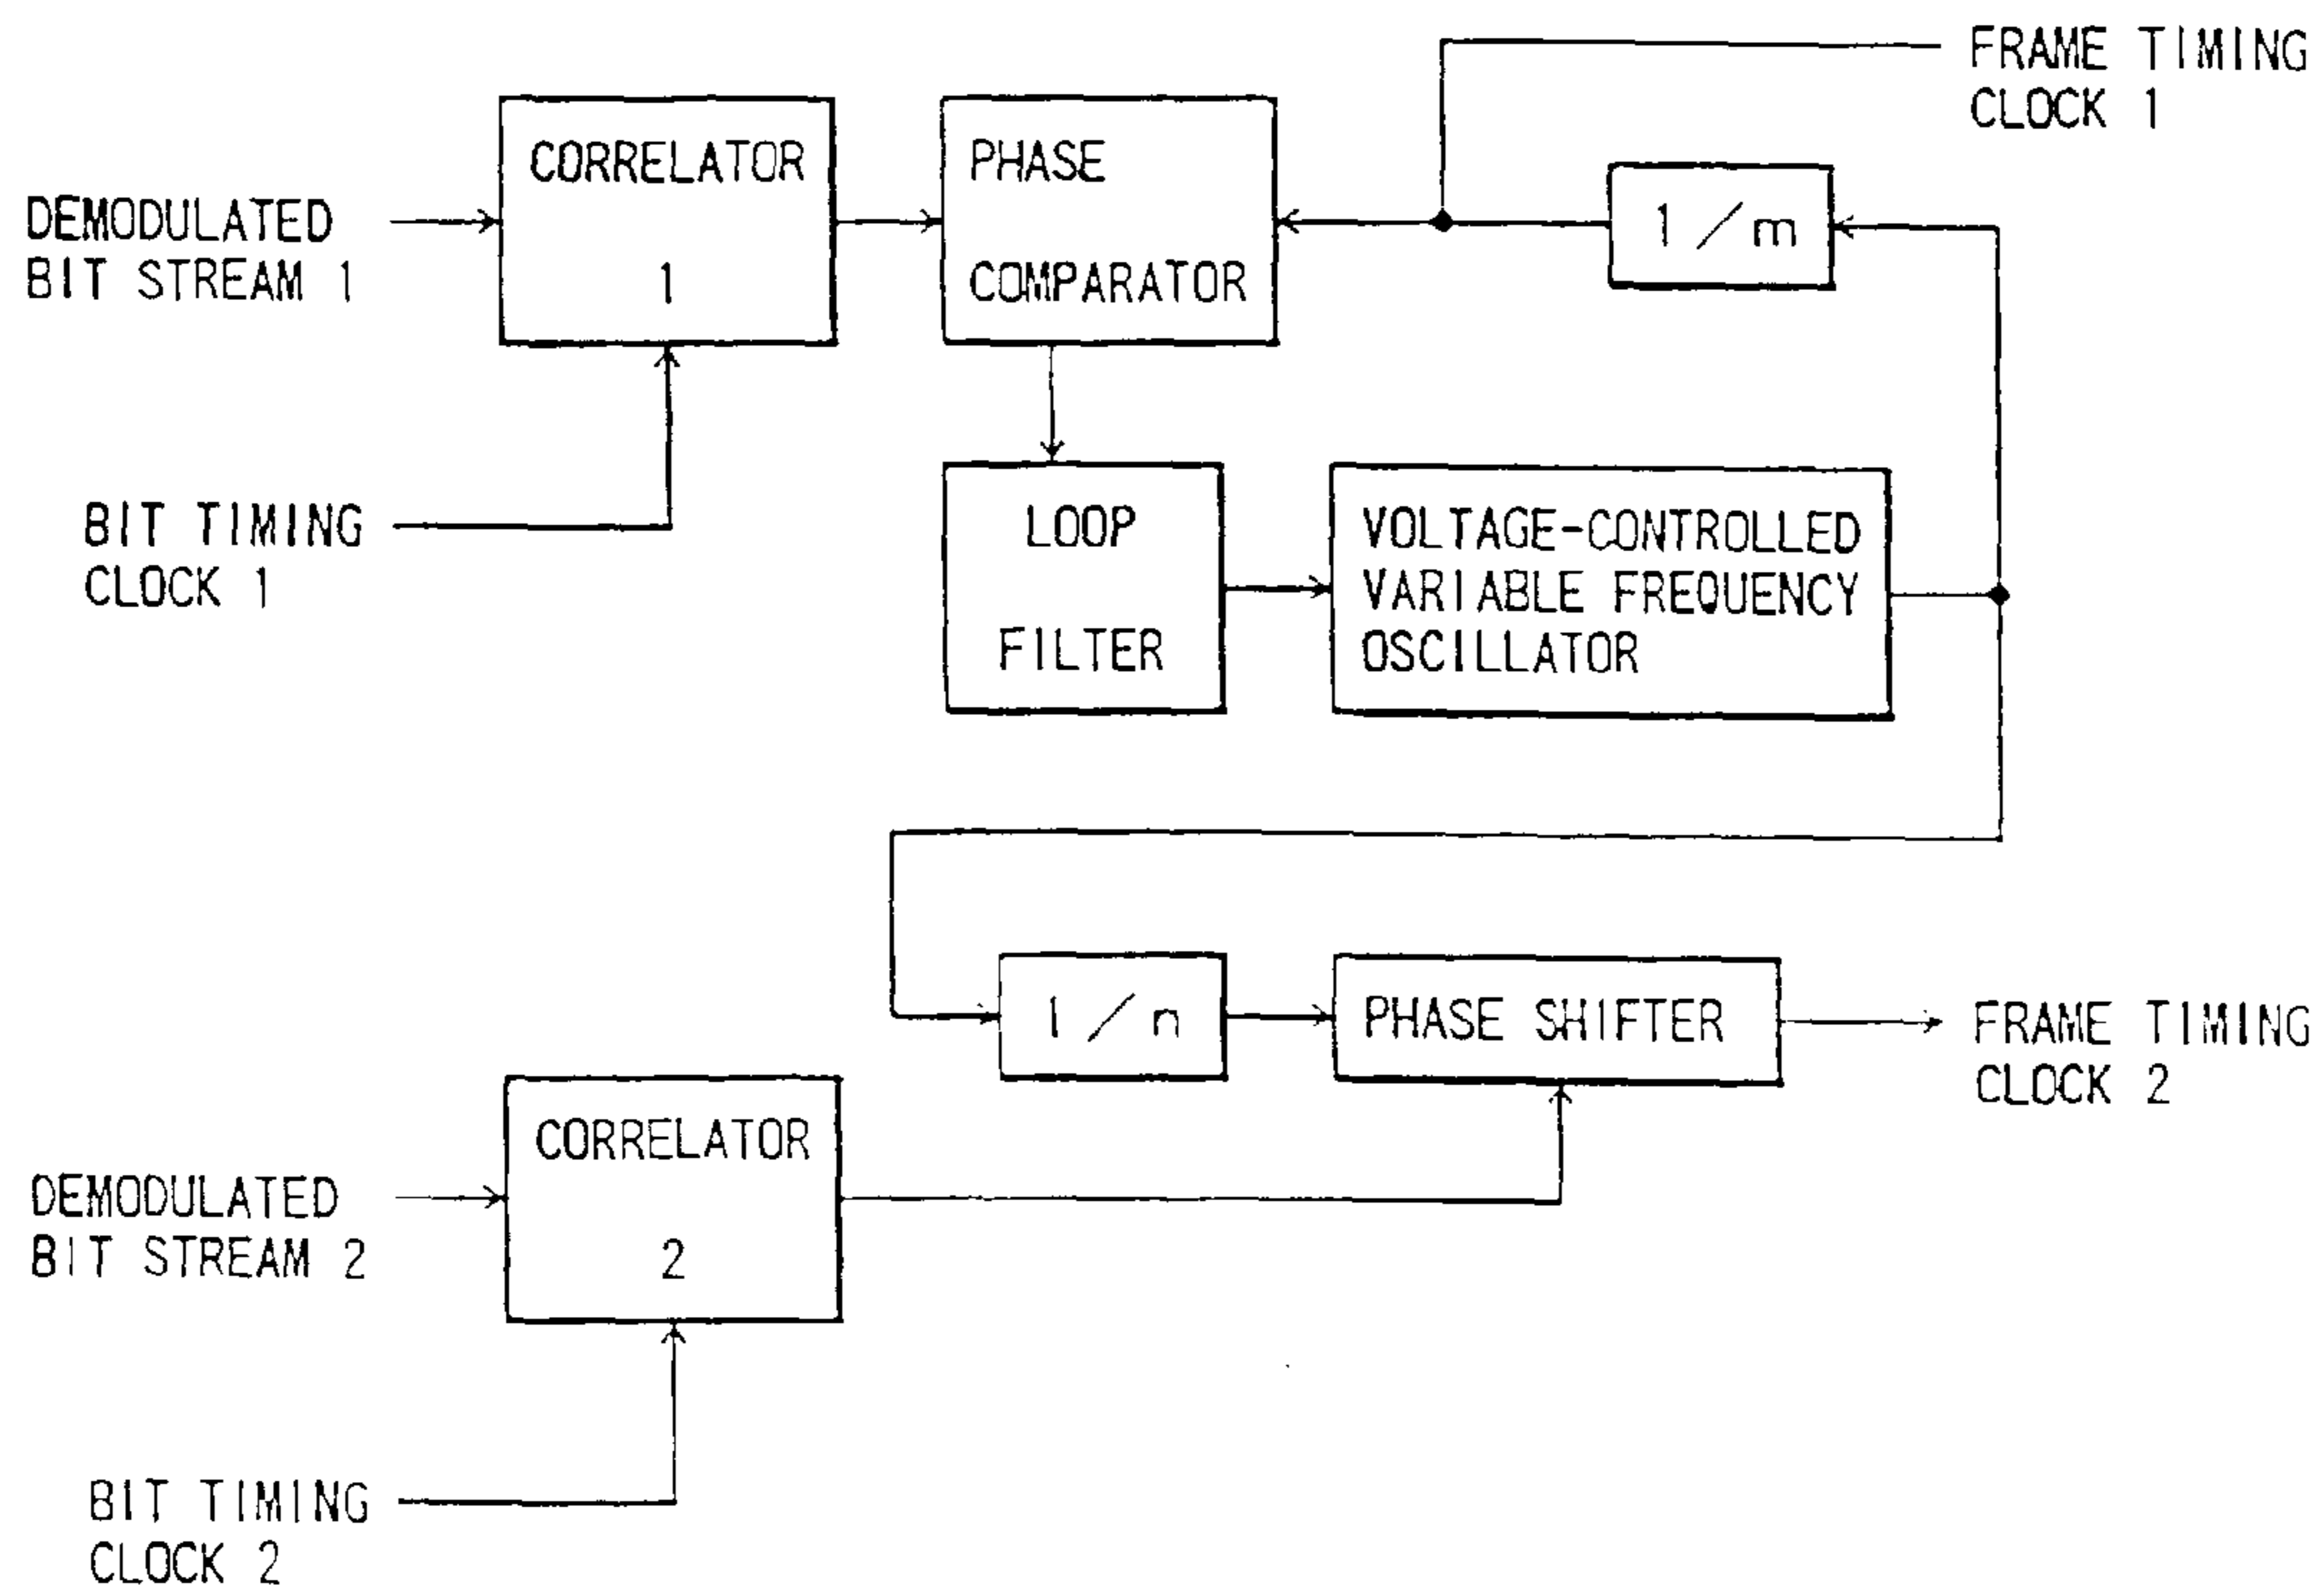 FRAME TIMING
CLOCK 1
CORRELATOR
1
PHASE
COMPARATOR
1/m
DEMODULATED
BIT STREAM 1
BIT TIMING
CLOCK 1
LOOP
FILTER
VOLTAGE-CONTROLLED
VARIABLE FREQUENCY
OSCILLATOR
1/n
PHASE SHIFTER
FRAME TIMING
CLOCK 2
CORRELATOR
2
DEMODULATED
BIT STREAM 2
BIT TIMING
CLOCK 2